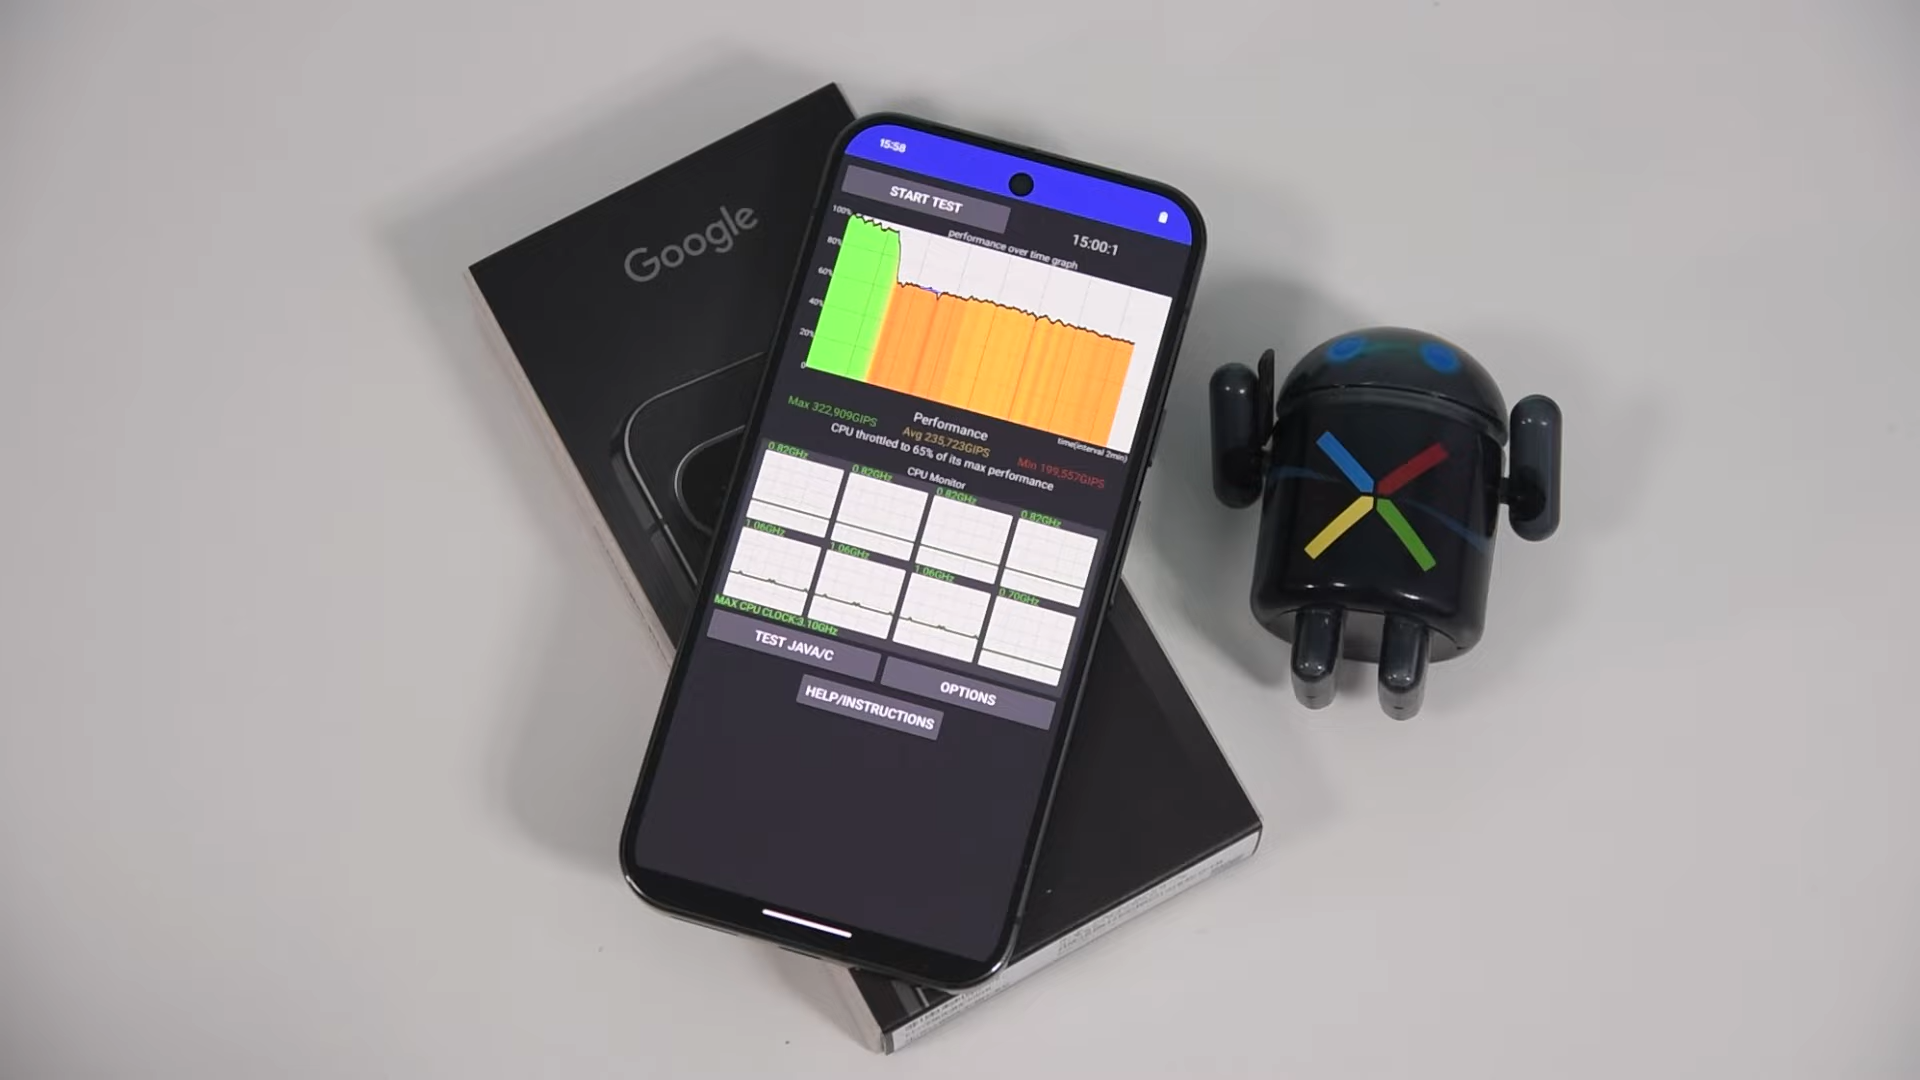 Google
15:58
START TEST
15:00:1
performance over time graph
100%
80%
60%
40%
20%
0
time(interval 2min)
Max 322,909GIPS
Performance
Avg 235,723GIPS
Min 199,557GIPS
CPU throttled to 65% of its max performance
CPU Monitor
0.82GHz 0.82GHz 0.82GHz 0.82GHz
1.06GHz 1.06GHz 1.06GHz 0.70GHz
MAX CPU CLOCK:3.10GHz
TEST JAVA/C
OPTIONS
HELP/INSTRUCTIONS